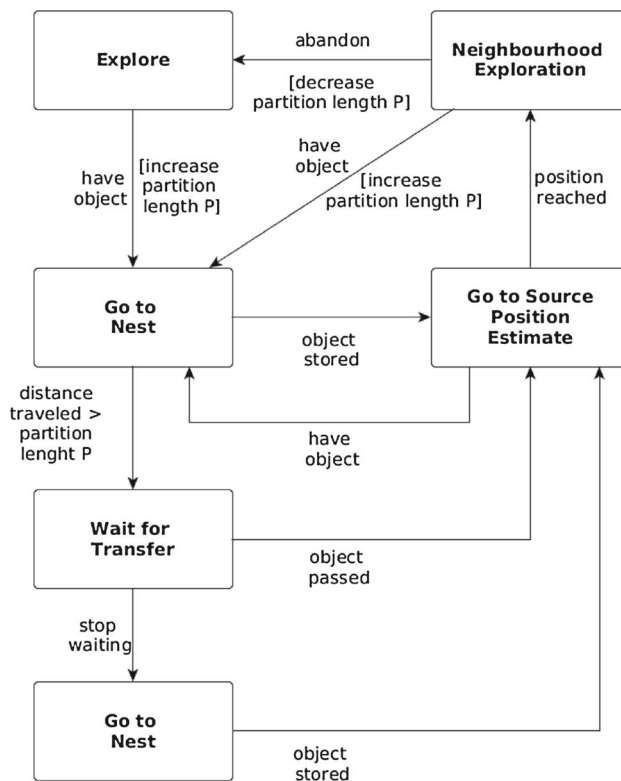 abandon
Explore
Neighbourhood
Exploration
[decrease
partition length P]
have
object
[increase
partition length P]
have
object
[increase
partition length P]
position
reached
Go to
Nest
Go to Source
Position
Estimate
object
stored
distance
traveled >
partition
lenght P
have
object
Wait for
Transfer
object
passed
stop
waiting
Go to
Nest
object
stored